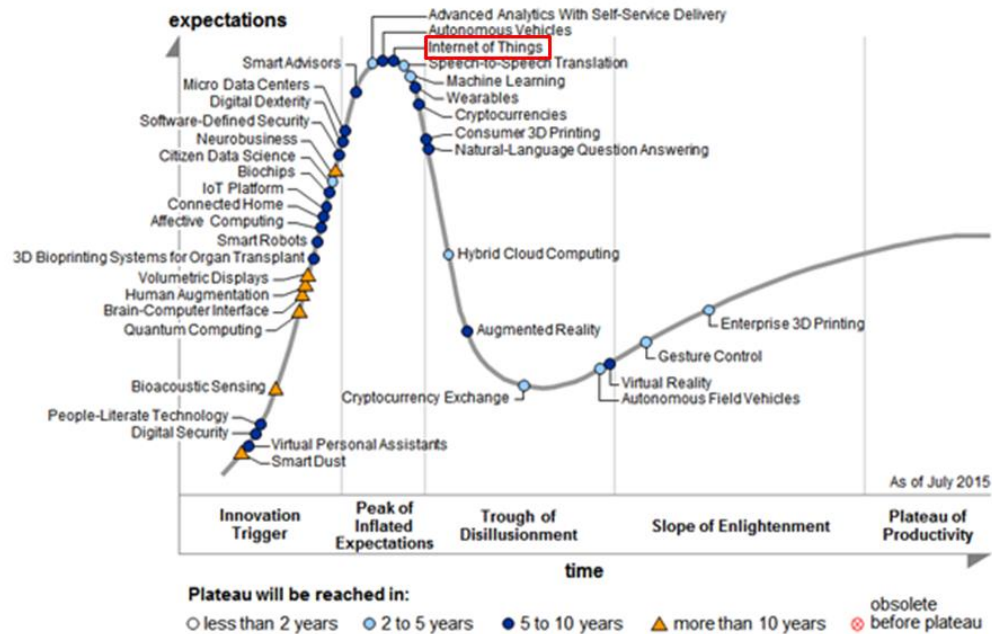 expectations
Advanced Analytics With Self-Service Delivery
Autonomous Vehicles
Internet of Things
Speech-to-Speech Translation
Machine Learning
Wearables
Cryptocurrencies
Consumer 3D Printing
Natural-Language Question Answering
Smart Advisors
Micro Data Centers
Digital Dexterity
Software-Defined Security
Neurobusiness
Citizen Data Science
Biochips
IoT Platform
Connected Home
Affective Computing
Smart Robots
3D Bioprinting Systems for Organ Transplant
Volumetric Displays
Human Augmentation
Brain-Computer Interface
Quantum Computing
Bioacoustic Sensing
People-Literate Technology
Digital Security
Virtual Personal Assistants
Smart Dust
Hybrid Cloud Computing
Augmented Reality
Cryptocurrency Exchange
Enterprise 3D Printing
Gesture Control
Virtual Reality
Autonomous Field Vehicles
As of July 2015
Innovation
Trigger
Peak of
Inflated
Expectations
Trough of
Disillusionment
Slope of Enlightenment
Plateau of
Productivity
time
Plateau will be reached in:
less than 2 years
2 to 5 years
5 to 10 years
more than 10 years
obsolete
before plateau